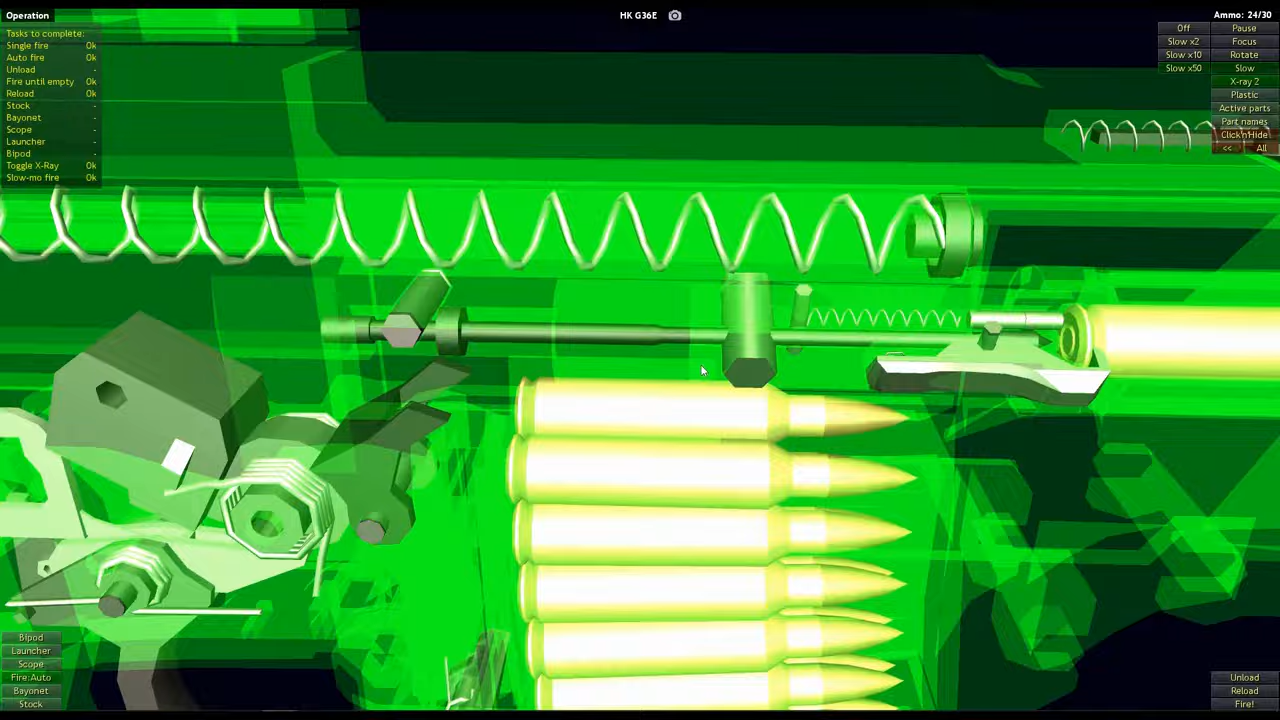 Operation
HK G36E
Ammo: 24/30
Tasks to complete:
Single fire Ok
Auto fire Ok
Unload -
Fire until empty Ok
Reload Ok
Stock -
Bayonet -
Scope -
Launcher -
Bipod -
Toggle X-Ray Ok
Slow-mo fire Ok
Off Pause
Slow x2 Focus
Slow x10 Rotate
Slow x50 Slow
X-ray 2
Plastic
Active parts
Part names
Click'n'Hide
<< All
Bipod
Launcher
Scope
Fire:Auto
Bayonet
Stock
Unload
Reload
Fire!